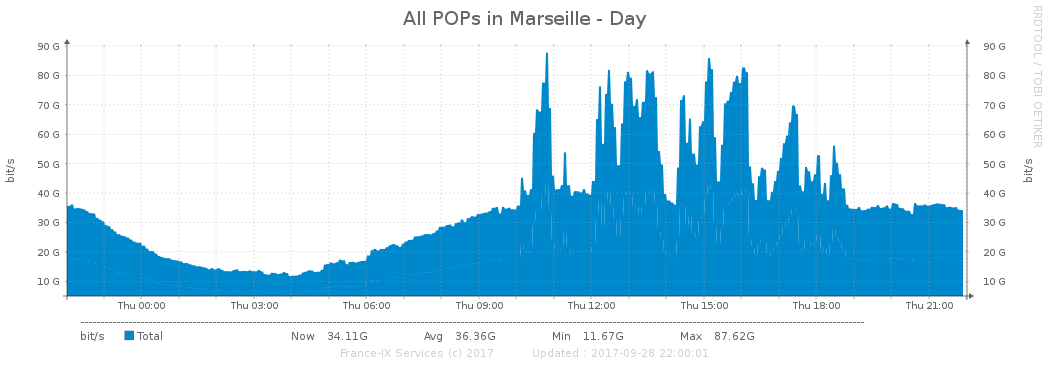 All POPs in Marseille - Day
RRDTOOL / TOBI OETIKER
90 G 90 G
80 G 80 G
70 G 70 G
60 G 60 G
50 G 50 G
40 G 40 G
30 G 30 G
20 G 20 G
10 G 10 G
bit/s bit/s
Thu 00:00 Thu 03:00 Thu 06:00 Thu 09:00 Thu 12:00 Thu 15:00 Thu 18:00 Thu 21:00
bit/s Total Now 34.11G Avg 36.36G Min 11.67G Max 87.62G
France-IX Services (c) 2017 Updated : 2017-09-28 22:00:01